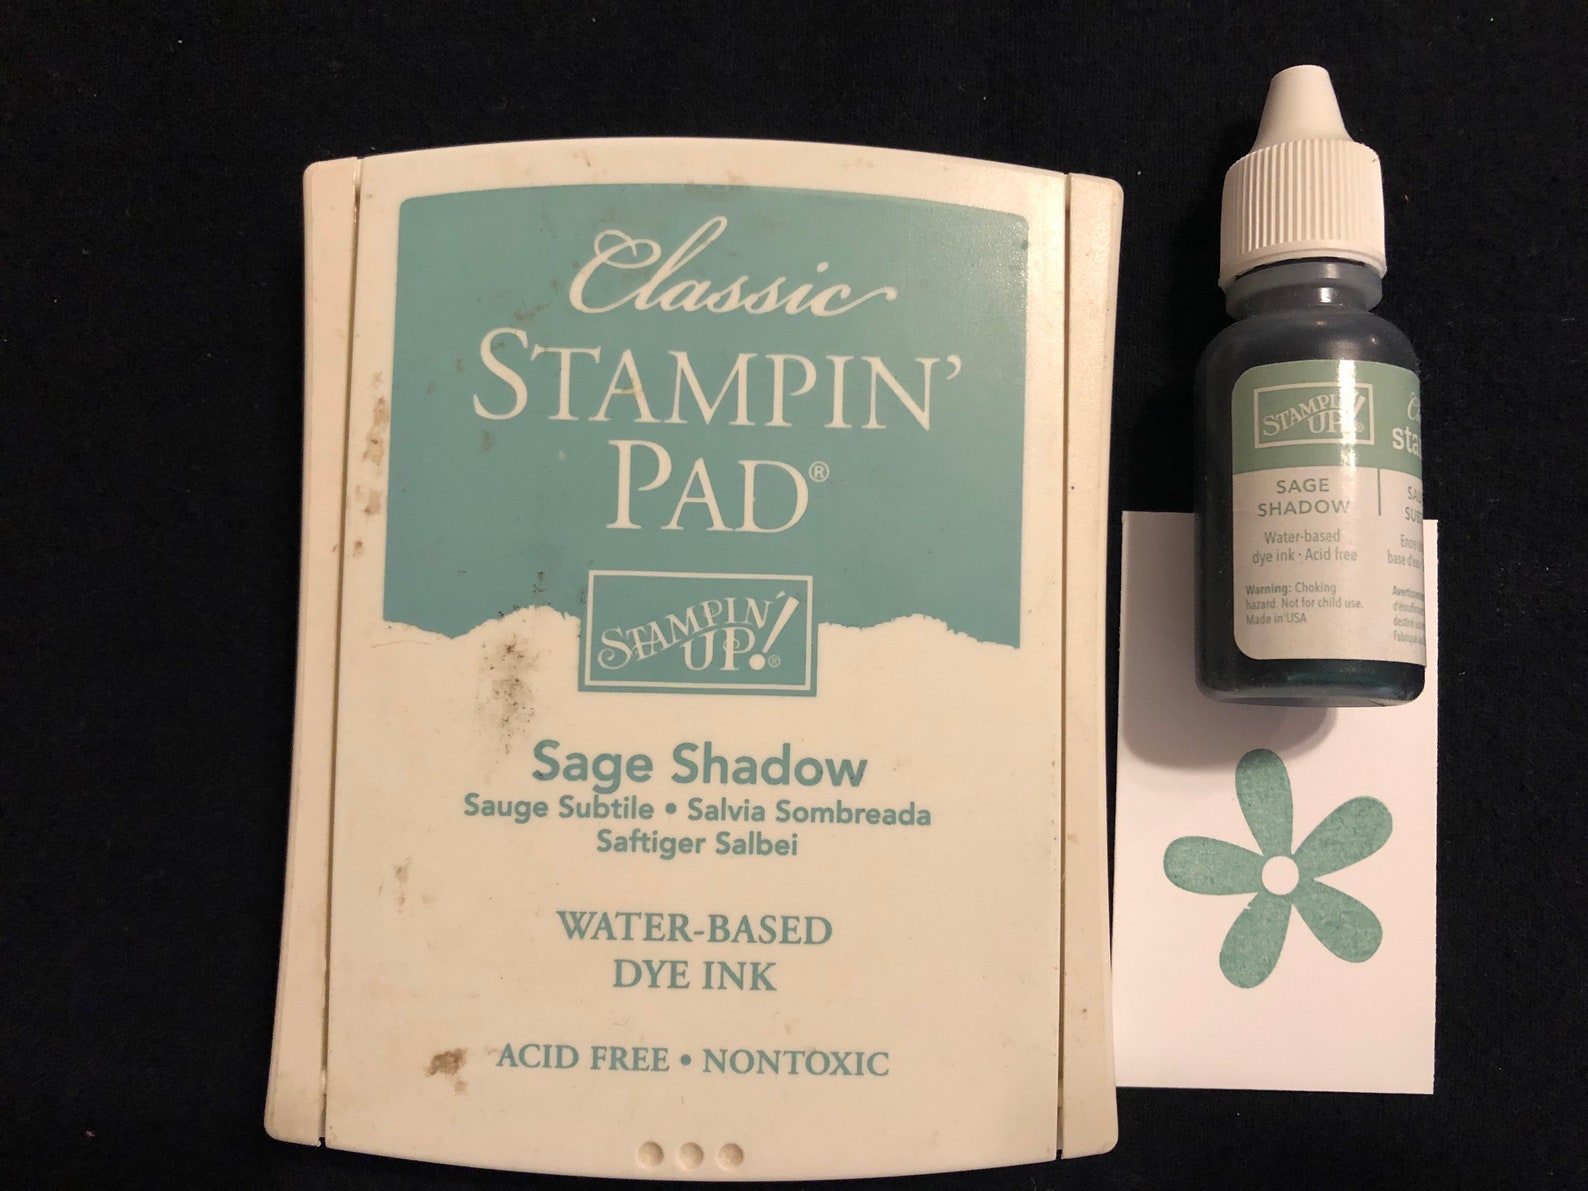 Classic
STAMPIN'
PAD®
STAMPIN'
UP!®
Sage Shadow
Sauge Subtile • Salvia Sombreada
Saftiger Salbei
WATER-BASED
DYE INK
ACID FREE • NONTOXIC
STAMPIN'
UP!®
SAGE
SHADOW
Water-based
dye ink • Acid free
Warning: Choking
hazard. Not for child use.
Made in USA